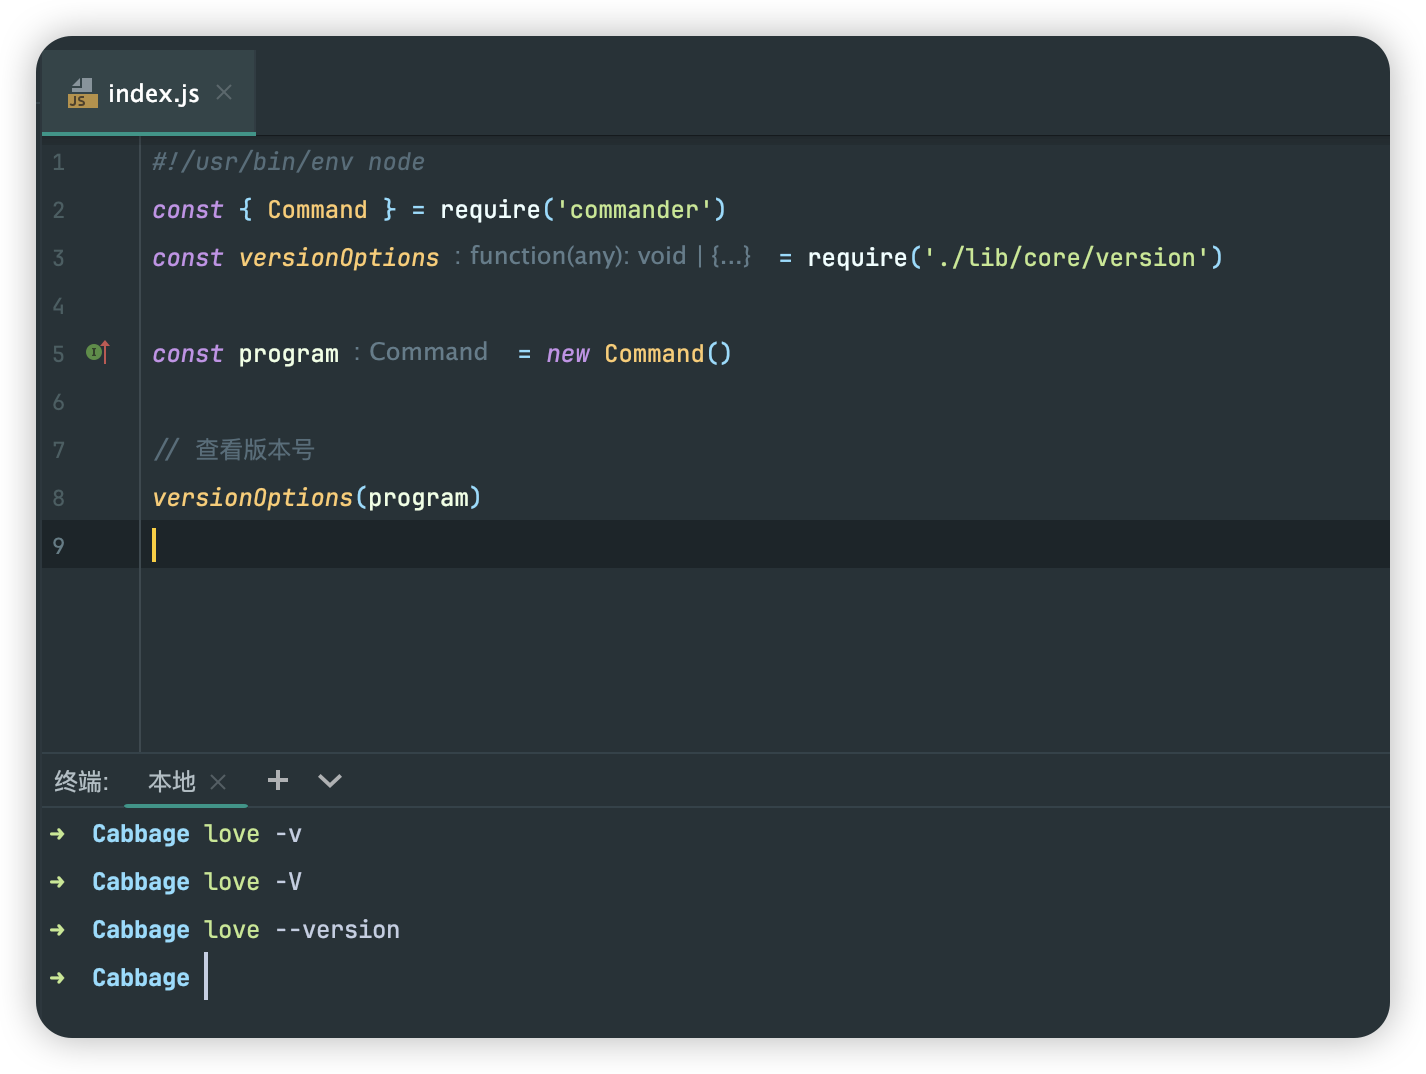 JS index.js
1 #!/usr/bin/env node
2 const { Command } = require('commander')
3 const versionOptions : function(any): void | {...} = require('./lib/core/version')
4
5 const program : Command = new Command()
6
7 // 查看版本号
8 versionOptions(program)
9
终端: 本地
➜ Cabbage love -v
➜ Cabbage love -V
➜ Cabbage love --version
➜ Cabbage